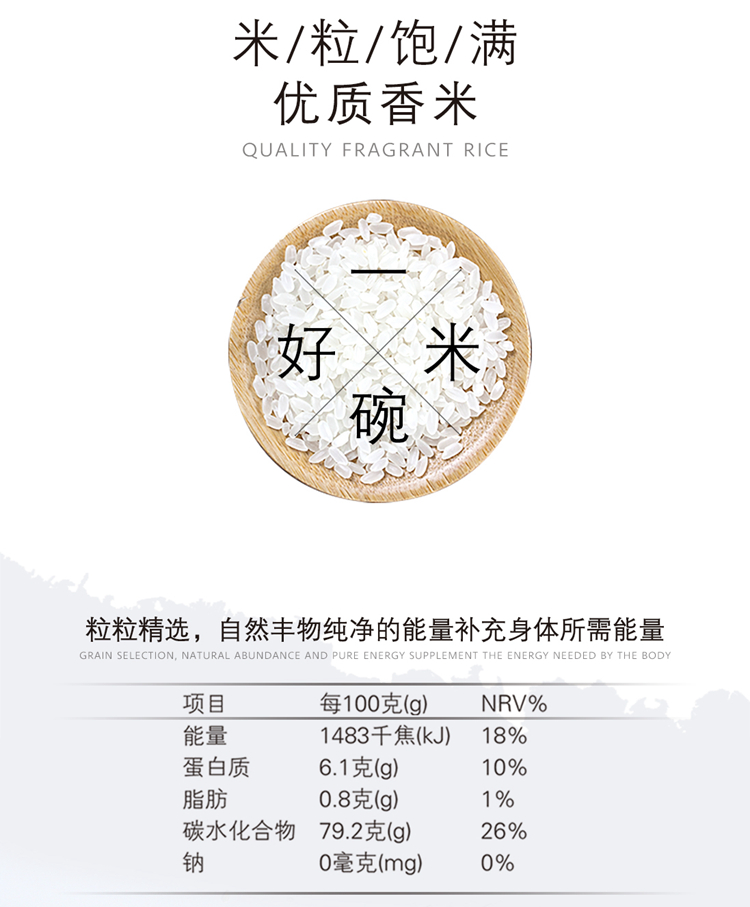 米/粒/饱/满
优质香米
QUALITY FRAGRANT RICE
一
好 米
碗
粒粒精选，自然丰物纯净的能量补充身体所需能量
GRAIN SELECTION, NATURAL ABUNDANCE AND PURE ENERGY SUPPLEMENT THE ENERGY NEEDED BY THE BODY
项目 每100克(g) NRV%
能量 1483千焦(kJ) 18%
蛋白质 6.1克(g) 10%
脂肪 0.8克(g) 1%
碳水化合物 79.2克(g) 26%
钠 0毫克(mg) 0%